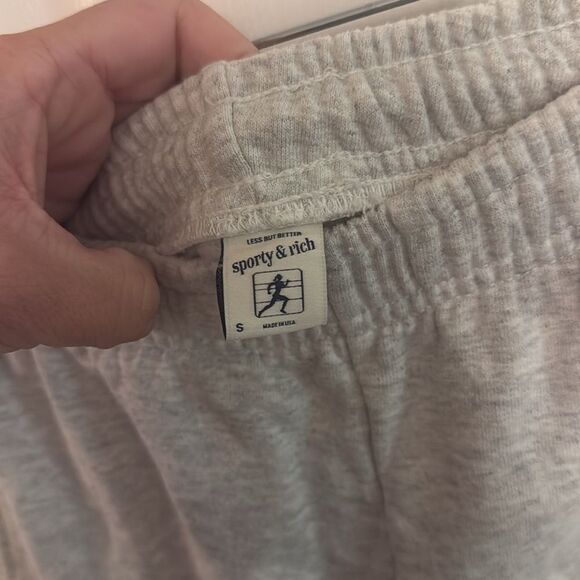 LESS BUT BETTER
sporty & rich
S
MADE IN USA